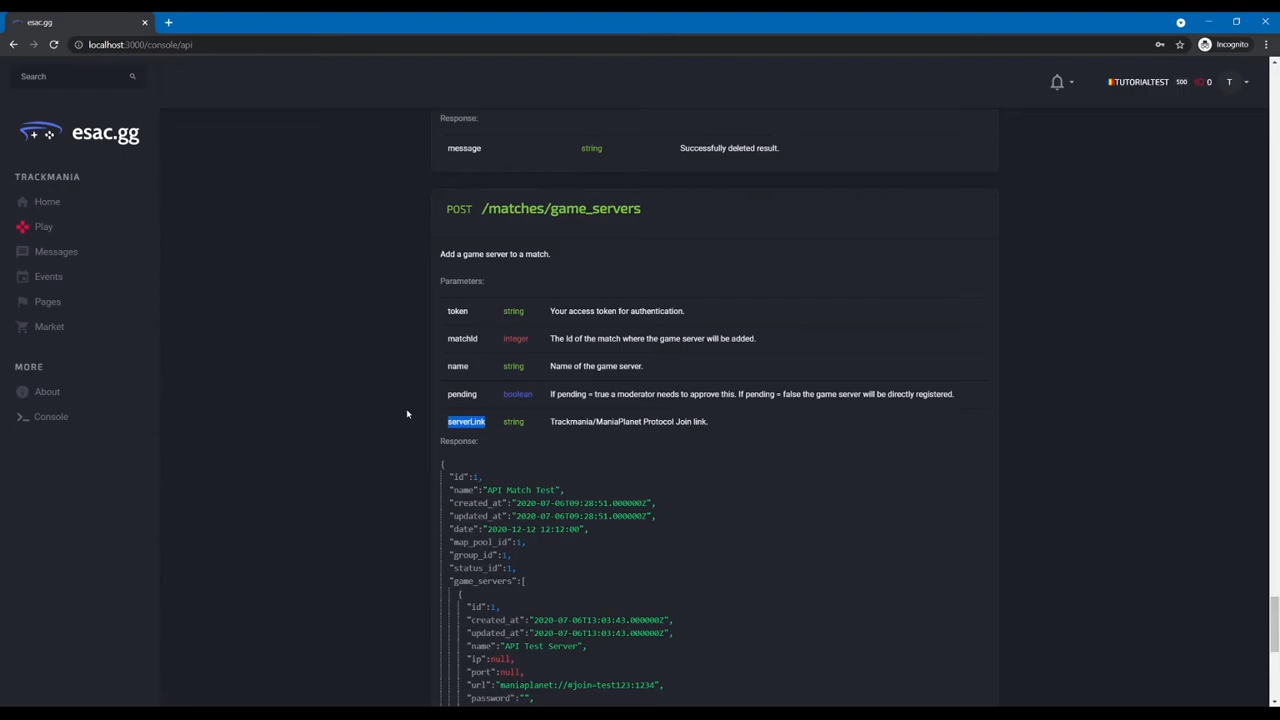 esac.gg
localhost:3000/console/api
Incognito
Search
TUTORIALTEST 500 0 T
esac.gg
TRACKMANIA
Home
Play
Messages
Events
Pages
Market
MORE
About
Console
Response:
message string Successfully deleted result.
POST /matches/game_servers
Add a game server to a match.
Parameters:
token string Your access token for authentication.
matchId integer The Id of the match where the game server will be added.
name string Name of the game server.
pending boolean If pending = true a moderator needs to approve this. If pending = false the game server will be directly registered.
serverLink string Trackmania/ManiaPlanet Protocol Join link.
Response:
{
"id":1,
"name":"API Match Test",
"created_at":"2020-07-06T09:28:51.000000Z",
"updated_at":"2020-07-06T09:28:51.000000Z",
"date":"2020-12-12 12:12:00",
"map_pool_id":1,
"group_id":1,
"status_id":1,
"game_servers":[
{
"id":1,
"created_at":"2020-07-06T13:03:43.000000Z",
"updated_at":"2020-07-06T13:03:43.000000Z",
"name":"API Test Server",
"ip":null,
"port":null,
"url":"maniaplanet://#join=test123:1234",
"password":"",